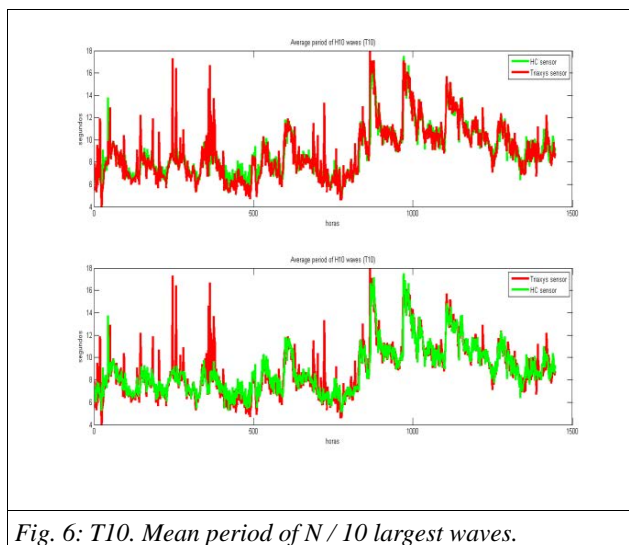 Average period of H10 waves (T10)
18
16
14
12
10
8
6
4
segundos
HC sensor
Triaxys sensor
0
500
1000
1500
horas
Average period of H10 waves (T10)
18
16
14
12
10
8
6
4
segundos
Triaxys sensor
HC sensor
0
500
1000
1500
horas
Fig. 6: T10. Mean period of N / 10 largest waves.